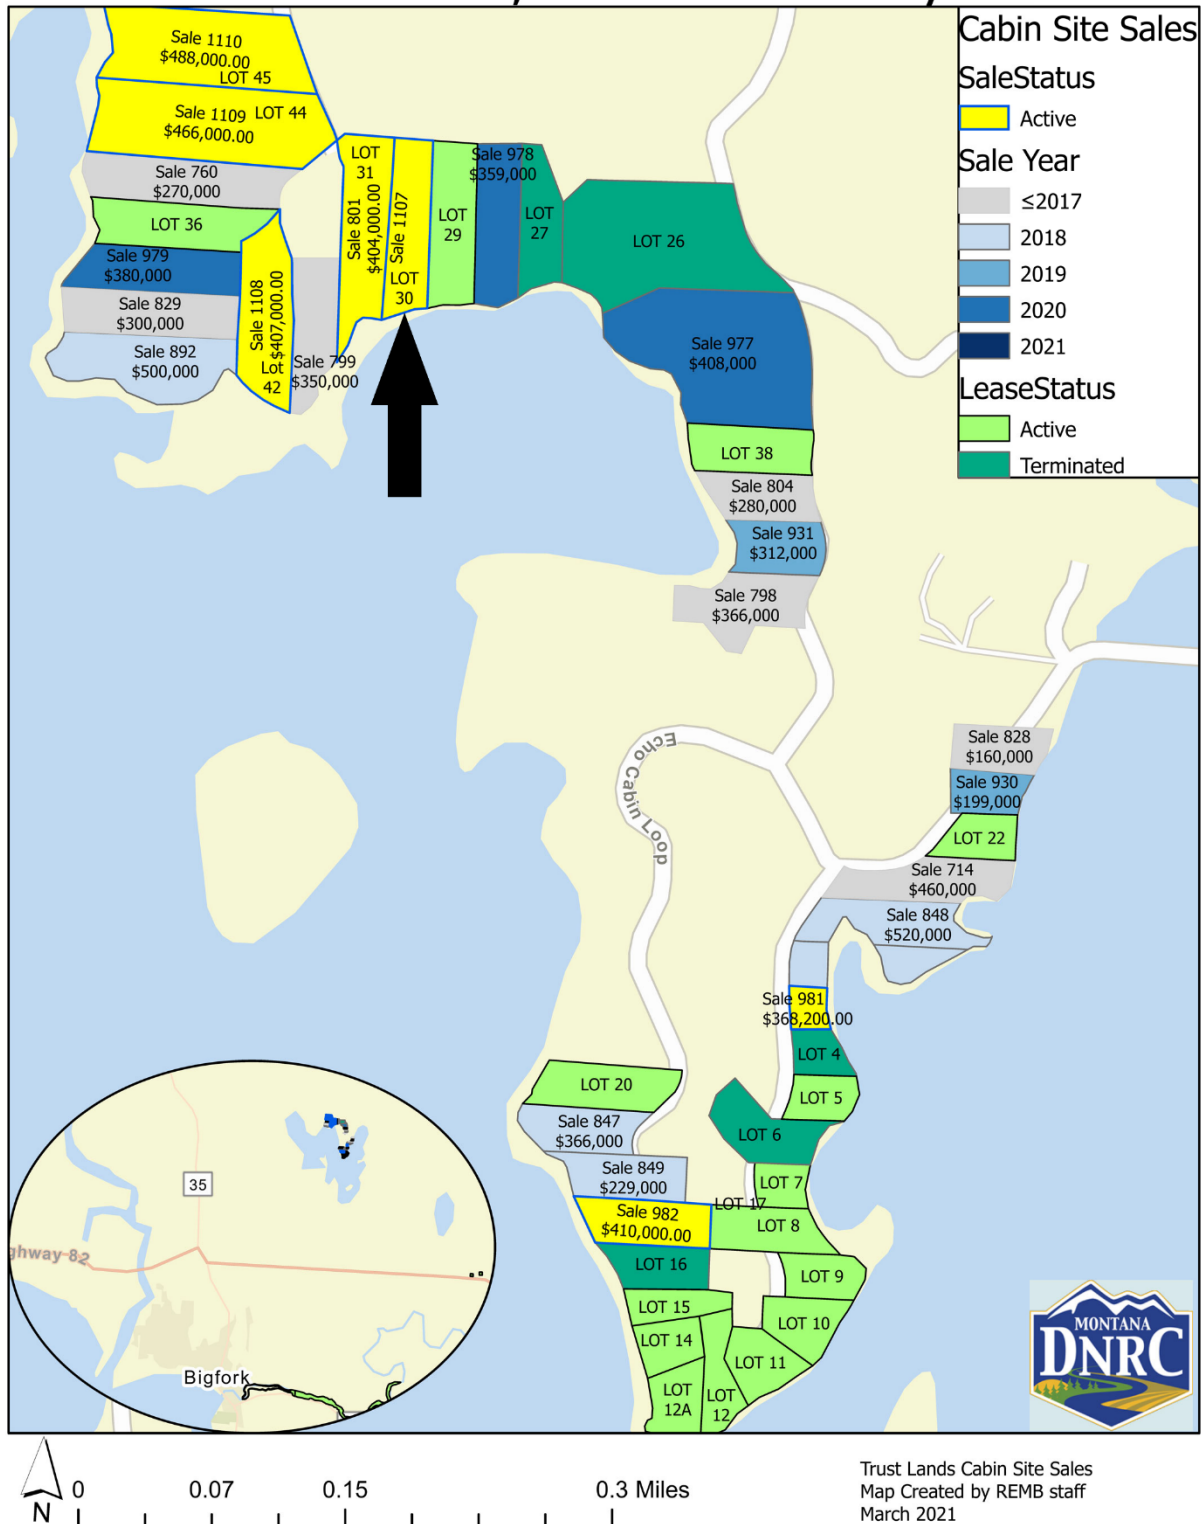 Cabin Site Sales
SaleStatus
Active
Sale Year
≤2017
2018
2019
2020
2021
LeaseStatus
Active
Terminated
Sale 1110
$488,000.00
LOT 45
Sale 1109
LOT 44
$466,000.00
Sale 760
$270,000
LOT 36
Sale 979
$380,000
Sale 829
$300,000
Sale 892
$500,000
Sale 1108
$407,000.00
Lot
42
Sale 799
$350,000
LOT
31
Sale 801
$404,000.00
Sale 1107
LOT
30
LOT
29
Sale 978
$359,000
LOT
27
LOT 26
Sale 977
$408,000
LOT 38
Sale 804
$280,000
Sale 931
$312,000
Sale 798
$366,000
Echo Cabin Loop
Sale 828
$160,000
Sale 930
$199,000
LOT 22
Sale 714
$460,000
Sale 848
$520,000
Sale 981
$368,200.00
LOT 4
LOT 5
LOT 6
LOT 7
LOT 17
LOT 8
LOT 9
LOT 10
LOT 11
LOT
12
LOT
12A
LOT 14
LOT 15
LOT 16
Sale 982
$410,000.00
Sale 849
$229,000
Sale 847
$366,000
LOT 20
35
ghway 82
Bigfork
MONTANA
DNRC
N
0 0.07 0.15 0.3 Miles
Trust Lands Cabin Site Sales
Map Created by REMB staff
March 2021